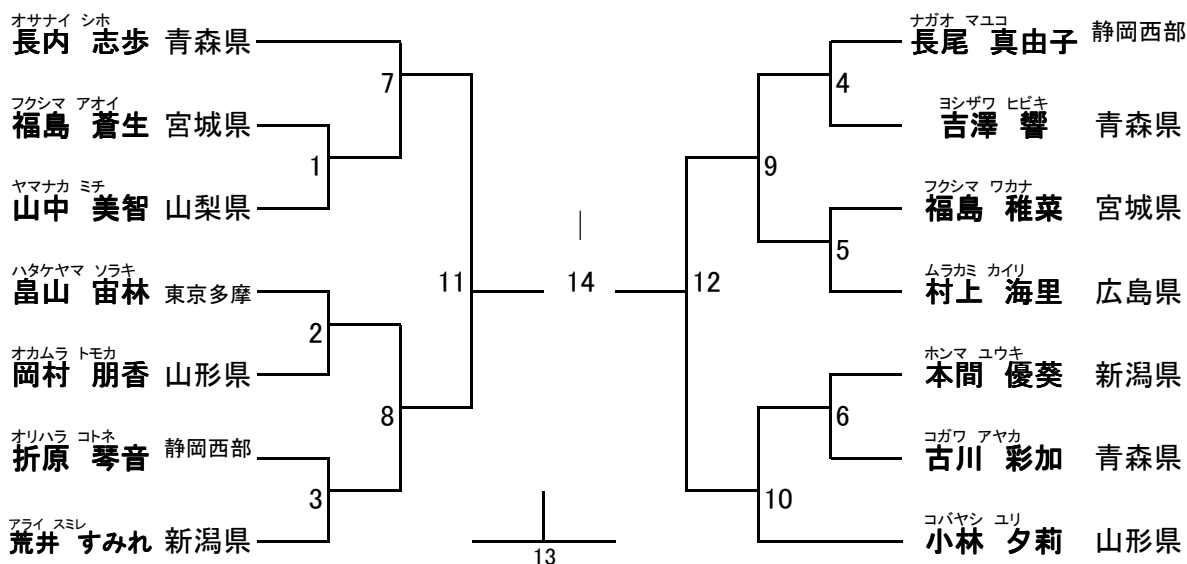 オサナイ シホ
長内 志歩 青森県
フクシマ アオイ
福島 蒼生 宮城県
ヤマナカ ミチ
山中 美智 山梨県
ハタケヤマ ソラキ
畠山 宙林 東京多摩
オカムラ トモカ
岡村 朋香 山形県
オリハラ コトネ
折原 琴音 静岡西部
アライ スミレ
荒井 すみれ 新潟県
7
1
2
8
3
11
14
13
12
ナガオ マユコ
長尾 真由子 静岡西部
ヨシザワ ヒビキ
吉澤 響 青森県
フクシマ ワカナ
福島 稚菜 宮城県
ムラカミ カイリ
村上 海里 広島県
ホンマ ユウキ
本間 優葵 新潟県
コガワ アヤカ
古川 彩加 青森県
コバヤシ ユリ
小林 夕莉 山形県
4
9
5
6
10